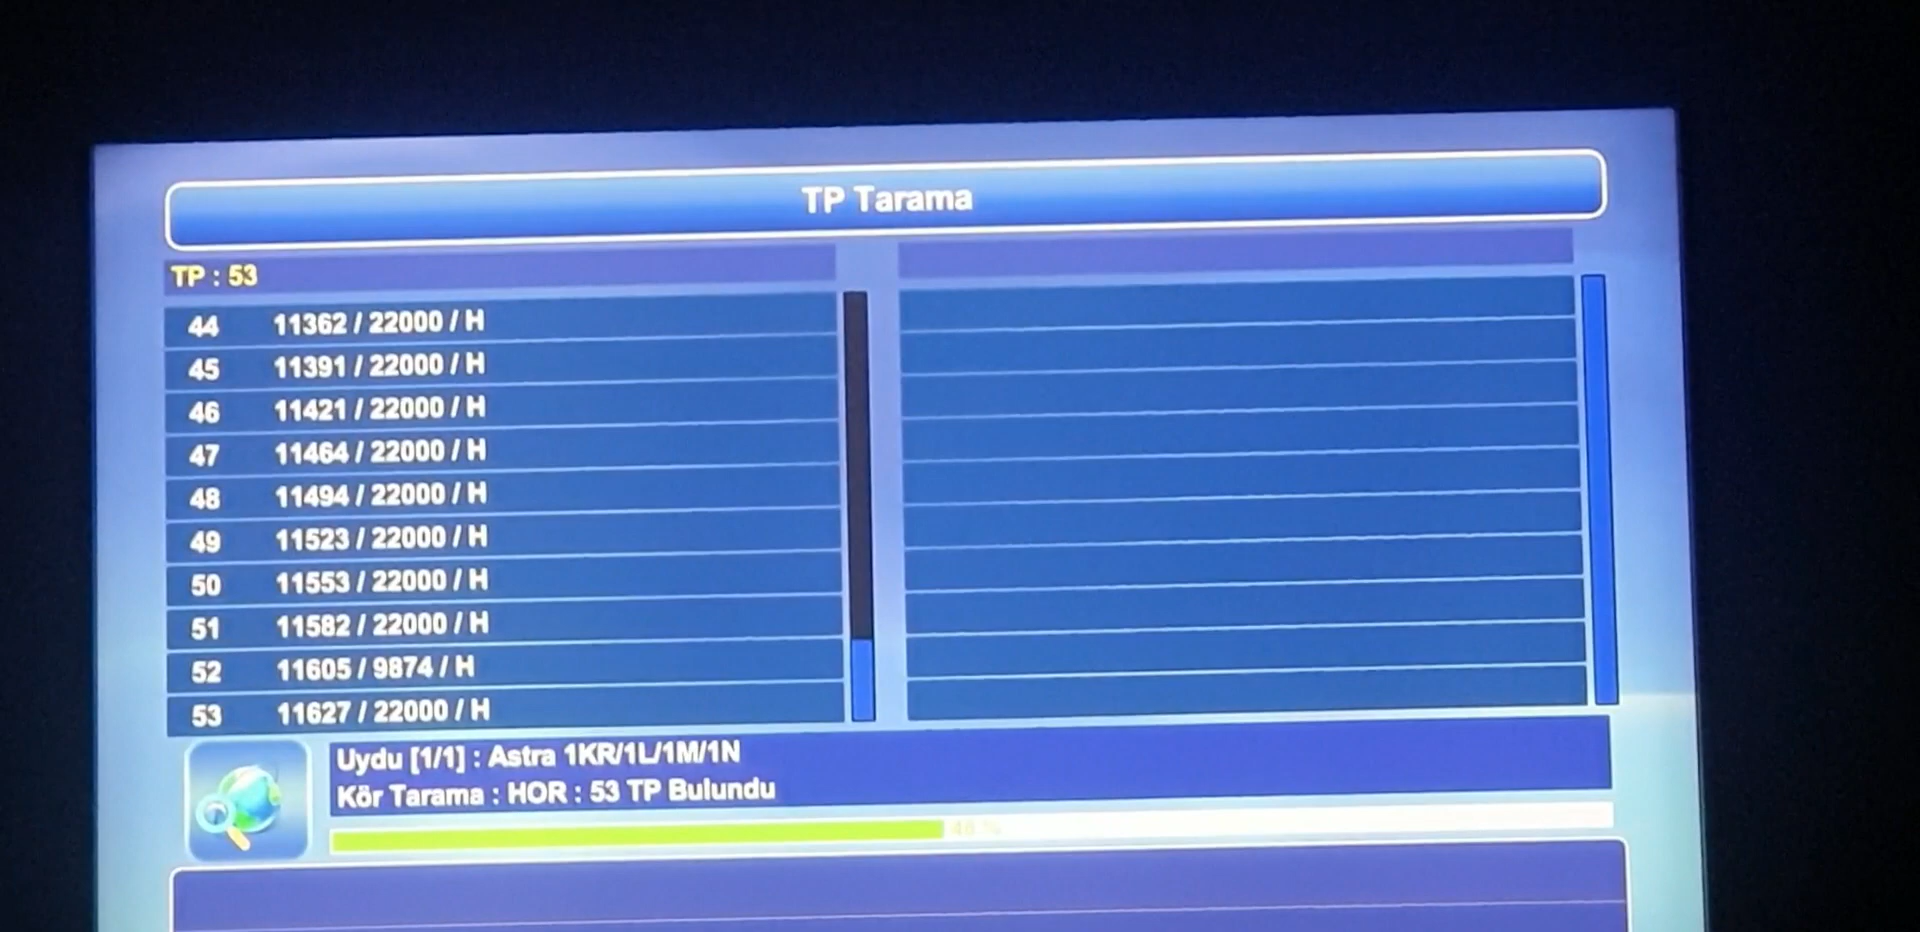 TP Tarama
TP : 53
44 11362 / 22000 / H
45 11391 / 22000 / H
46 11421 / 22000 / H
47 11464 / 22000 / H
48 11494 / 22000 / H
49 11523 / 22000 / H
50 11553 / 22000 / H
51 11582 / 22000 / H
52 11605 / 9874 / H
53 11627 / 22000 / H
Uydu [1/1] : Astra 1KR/1L/1M/1N
Kör Tarama : HOR : 53 TP Bulundu